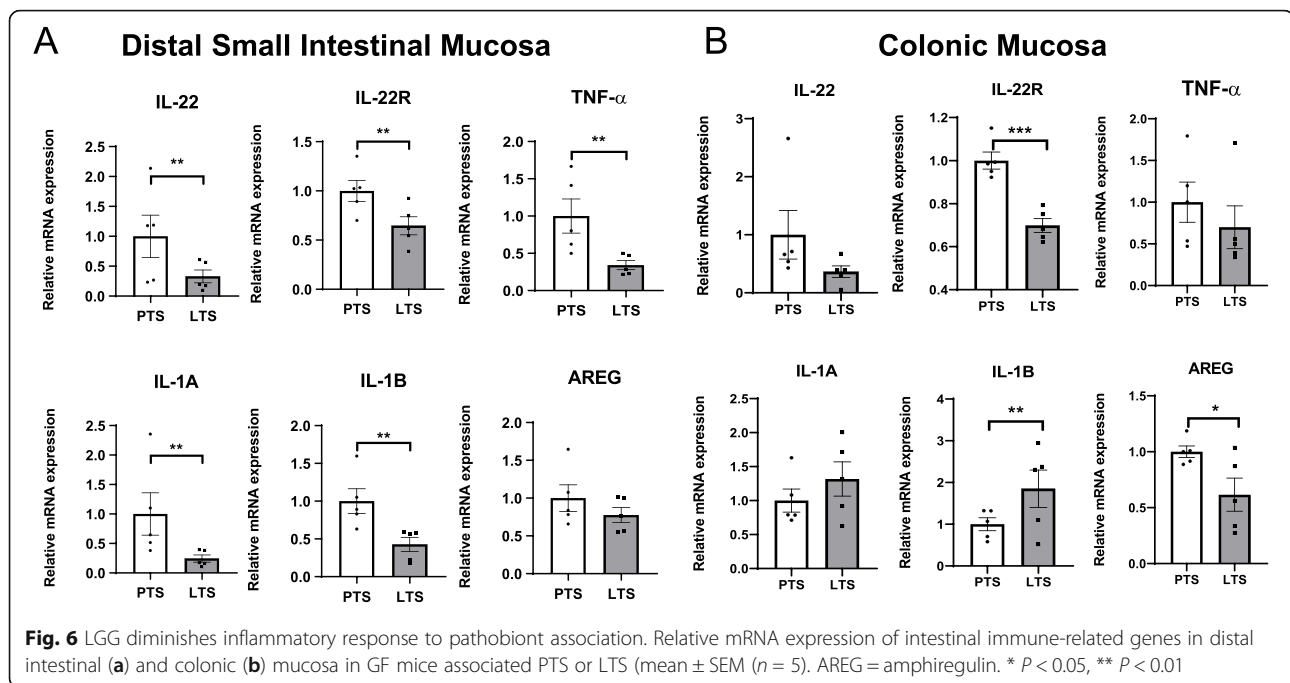 A
Distal Small Intestinal Mucosa
IL-22
Relative mRNA expression
2.5
2.0
1.5
1.0
0.5
0.0
**
PTS LTS
IL-22R
Relative mRNA expression
1.5
1.0
0.5
0.0
**
PTS LTS
TNF-α
Relative mRNA expression
2.0
1.5
1.0
0.5
0.0
**
PTS LTS
IL-1A
Relative mRNA expression
2.5
2.0
1.5
1.0
0.5
0.0
**
PTS LTS
IL-1B
Relative mRNA expression
2.0
1.5
1.0
0.5
0.0
**
PTS LTS
AREG
Relative mRNA expression
2.0
1.5
1.0
0.5
0.0
PTS LTS
B
Colonic Mucosa
IL-22
Relative mRNA expression
3
2
1
0
PTS LTS
IL-22R
Relative mRNA expression
1.2
1.0
0.8
0.6
0.4
***
PTS LTS
TNF-α
Relative mRNA expression
2.0
1.5
1.0
0.5
0.0
PTS LTS
IL-1A
Relative mRNA expression
2.5
2.0
1.5
1.0
0.5
0.0
PTS LTS
IL-1B
Relative mRNA expression
4
3
2
1
0
**
PTS LTS
AREG
Relative mRNA expression
1.5
1.0
0.5
0.0
*
PTS LTS
Fig. 6 LGG diminishes inflammatory response to pathobiont association. Relative mRNA expression of intestinal immune-related genes in distal
intestinal (a) and colonic (b) mucosa in GF mice associated PTS or LTS (mean ± SEM (n = 5). AREG = amphiregulin. * P < 0.05, ** P < 0.01